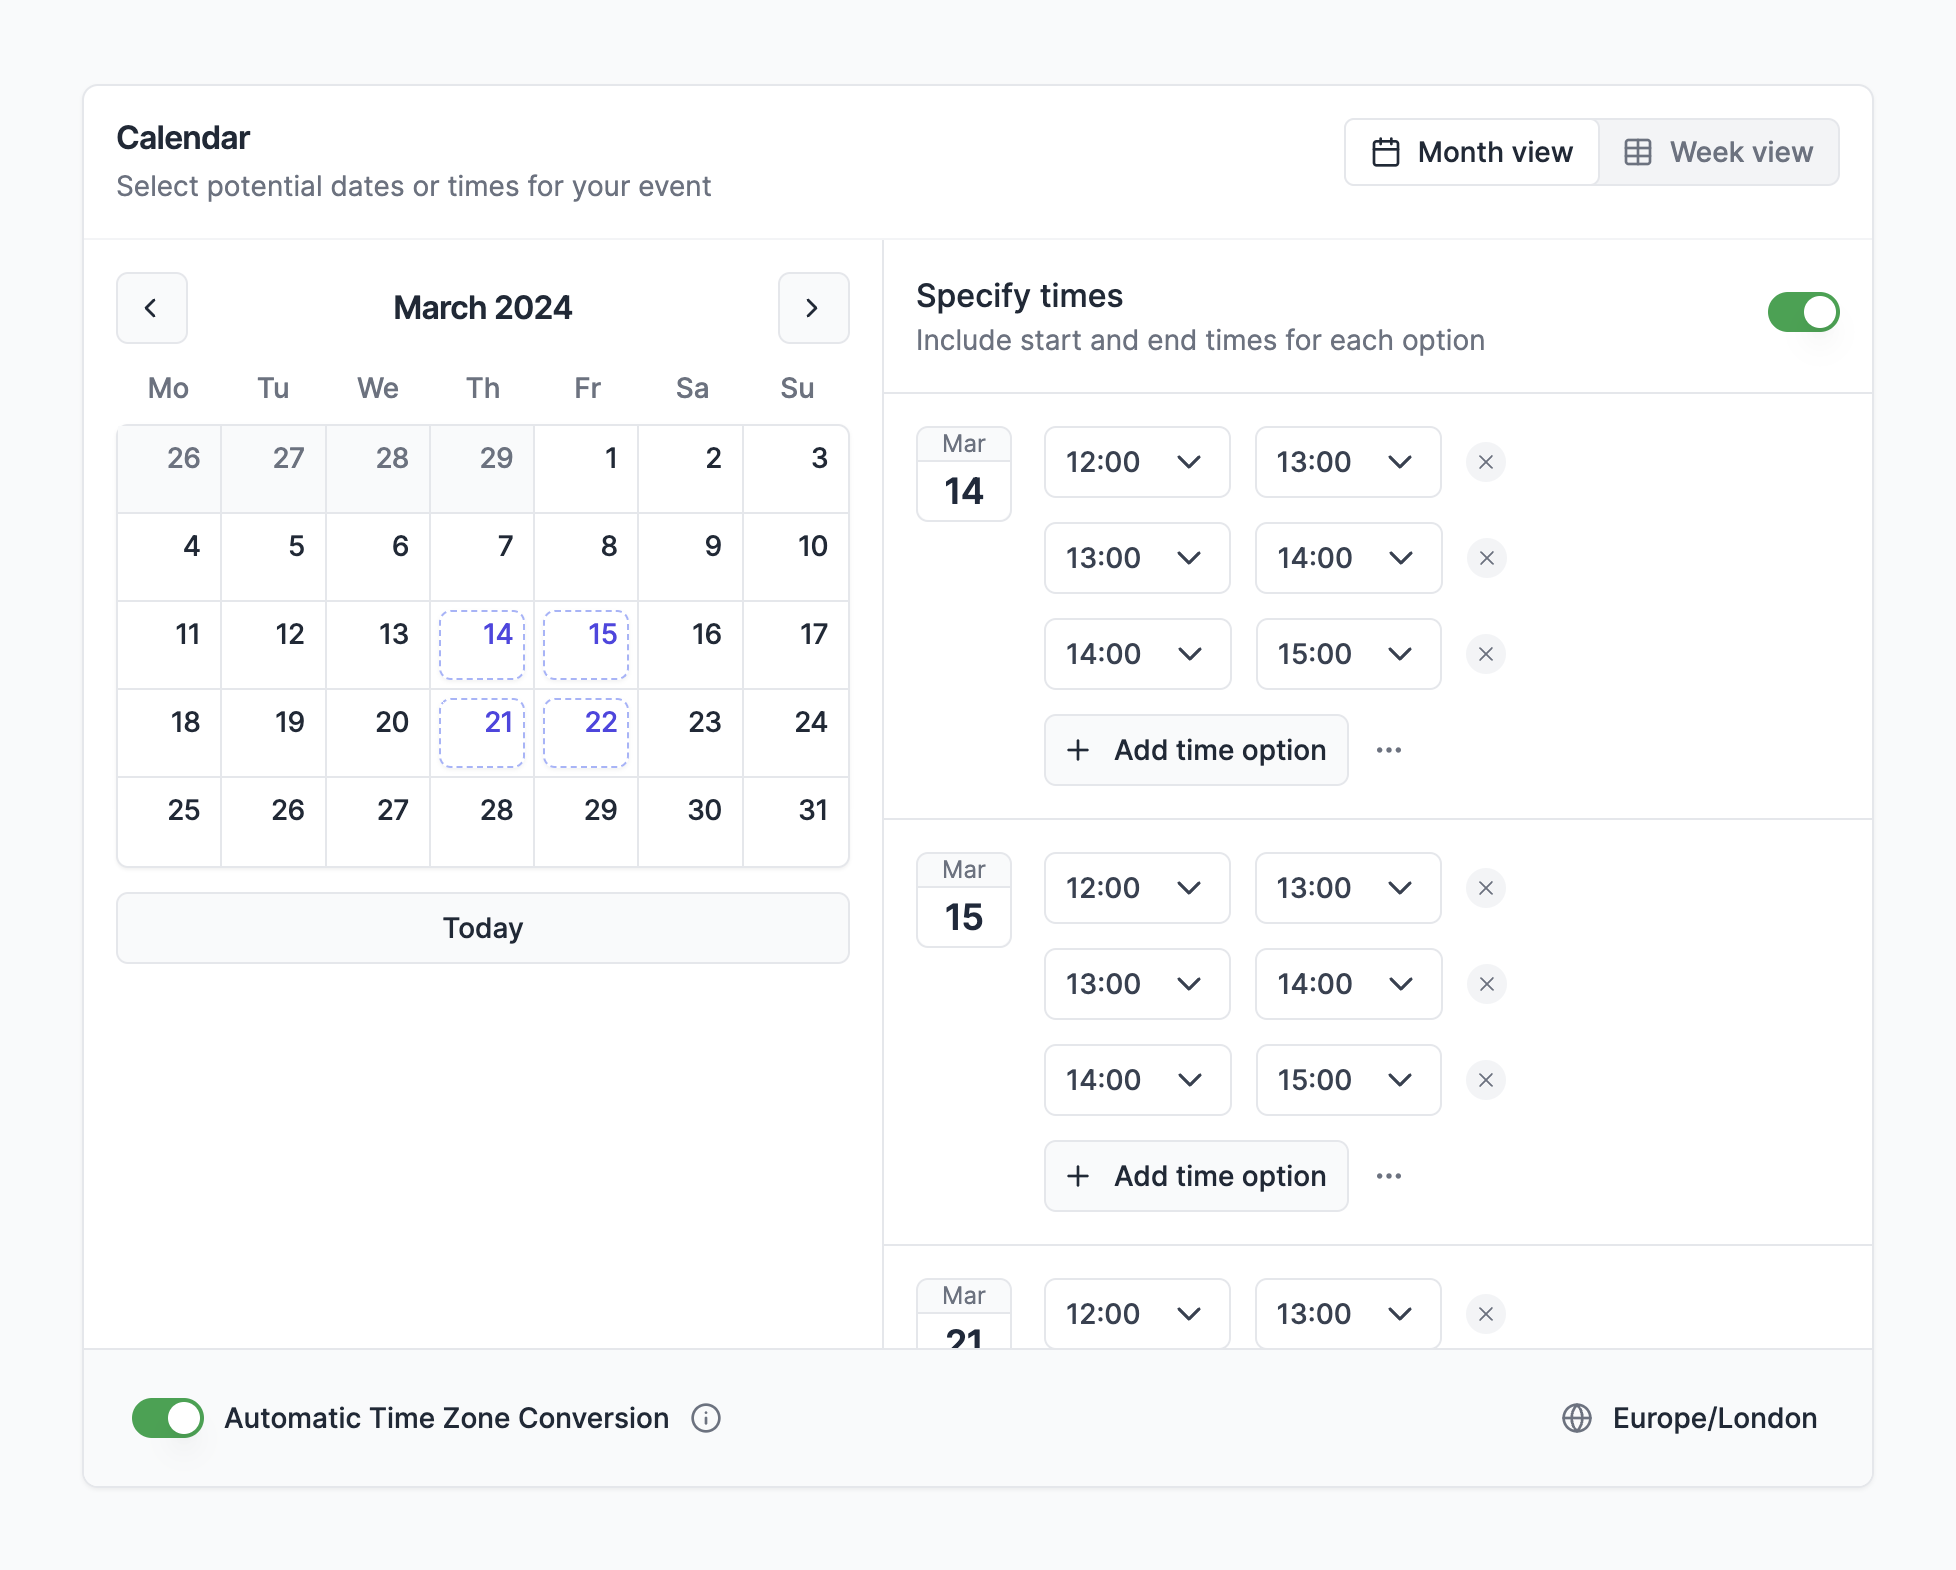 Calendar
Select potential dates or times for your event
Month view
Week view
March 2024
Mo Tu We Th Fr Sa Su
26 27 28 29 1 2 3
4 5 6 7 8 9 10
11 12 13 14 15 16 17
18 19 20 21 22 23 24
25 26 27 28 29 30 31
Today
Specify times
Include start and end times for each option
Mar
14
12:00 13:00
13:00 14:00
14:00 15:00
Add time option
Mar
15
12:00 13:00
13:00 14:00
14:00 15:00
Add time option
Mar
21
12:00 13:00
Automatic Time Zone Conversion
Europe/London